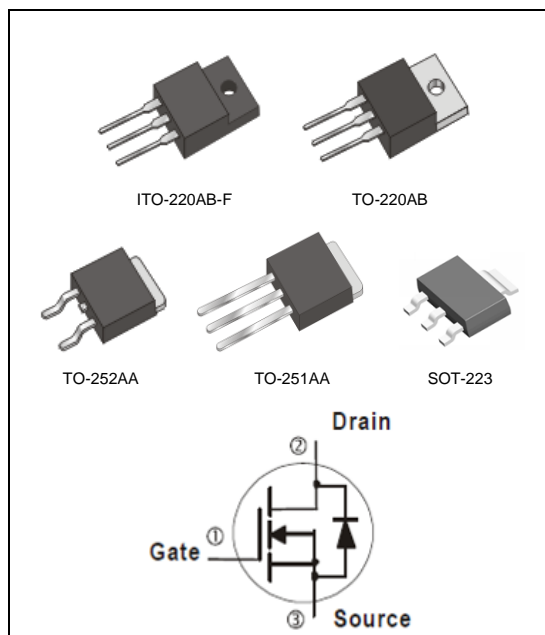 ITO-220AB-F
TO-220AB
TO-252AA
TO-251AA
SOT-223
Drain
②
①
Gate
③
Source